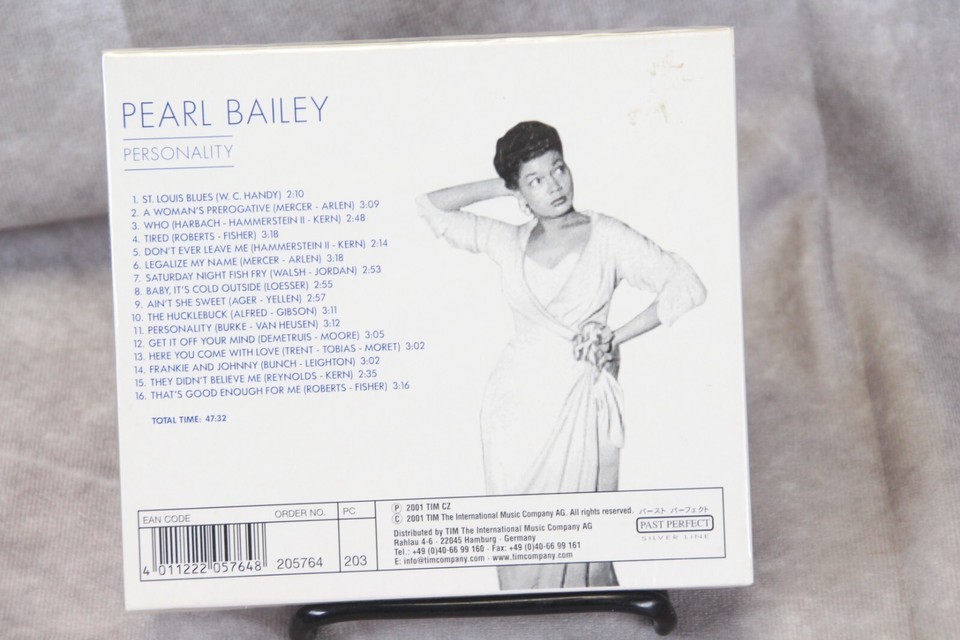 PEARL BAILEY
PERSONALITY
1. ST. LOUIS BLUES (W. C. HANDY) 2:10
2. A WOMAN'S PREROGATIVE (MERCER - ARLEN) 3:09
3. WHO (HARBACH - HAMMERSTEIN II - KERN) 2:48
4. TIRED (ROBERTS - FISHER) 3:18
5. DON'T EVER LEAVE ME (HAMMERSTEIN II - KERN) 2:14
6. LEGALIZE MY NAME (MERCER - ARLEN) 3:18
7. SATURDAY NIGHT FISH FRY (WALSH - JORDAN) 2:53
8. BABY, IT'S COLD OUTSIDE (LOESSER) 2:55
9. AIN'T SHE SWEET (AGER - YELLEN) 2:57
10. THE HUCKLEBUCK (ALFRED - GIBSON) 3:11
11. PERSONALITY (BURKE - VAN HEUSEN) 3:12
12. GET IT OFF YOUR MIND (DEMETRUIS - MOORE) 3:05
13. HERE YOU COME WITH LOVE (TRENT - TOBIAS - MORET) 3:02
14. FRANKIE AND JOHNNY (BUNCH - LEIGHTON) 3:02
15. THEY DIDN'T BELIEVE ME (REYNOLDS - KERN) 2:35
16. THAT'S GOOD ENOUGH FOR ME (ROBERTS - FISHER) 3:16
TOTAL TIME: 47:32
EAN CODE
4 011222 057648
ORDER NO.
205764
PC
203
Ⓟ 2001 TIM CZ
© 2001 TIM The International Music Company AG. All rights reserved.
Distributed by TIM The International Music Company AG
Rahlau 4-6 · 22045 Hamburg · Germany
Tel.: +49 (0)40-66 99 160 · Fax: +49 (0)40-66 99 161
E: info@timcompany.com · www.timcompany.com
パースト パーフェクト
PAST PERFECT
SILVER LINE